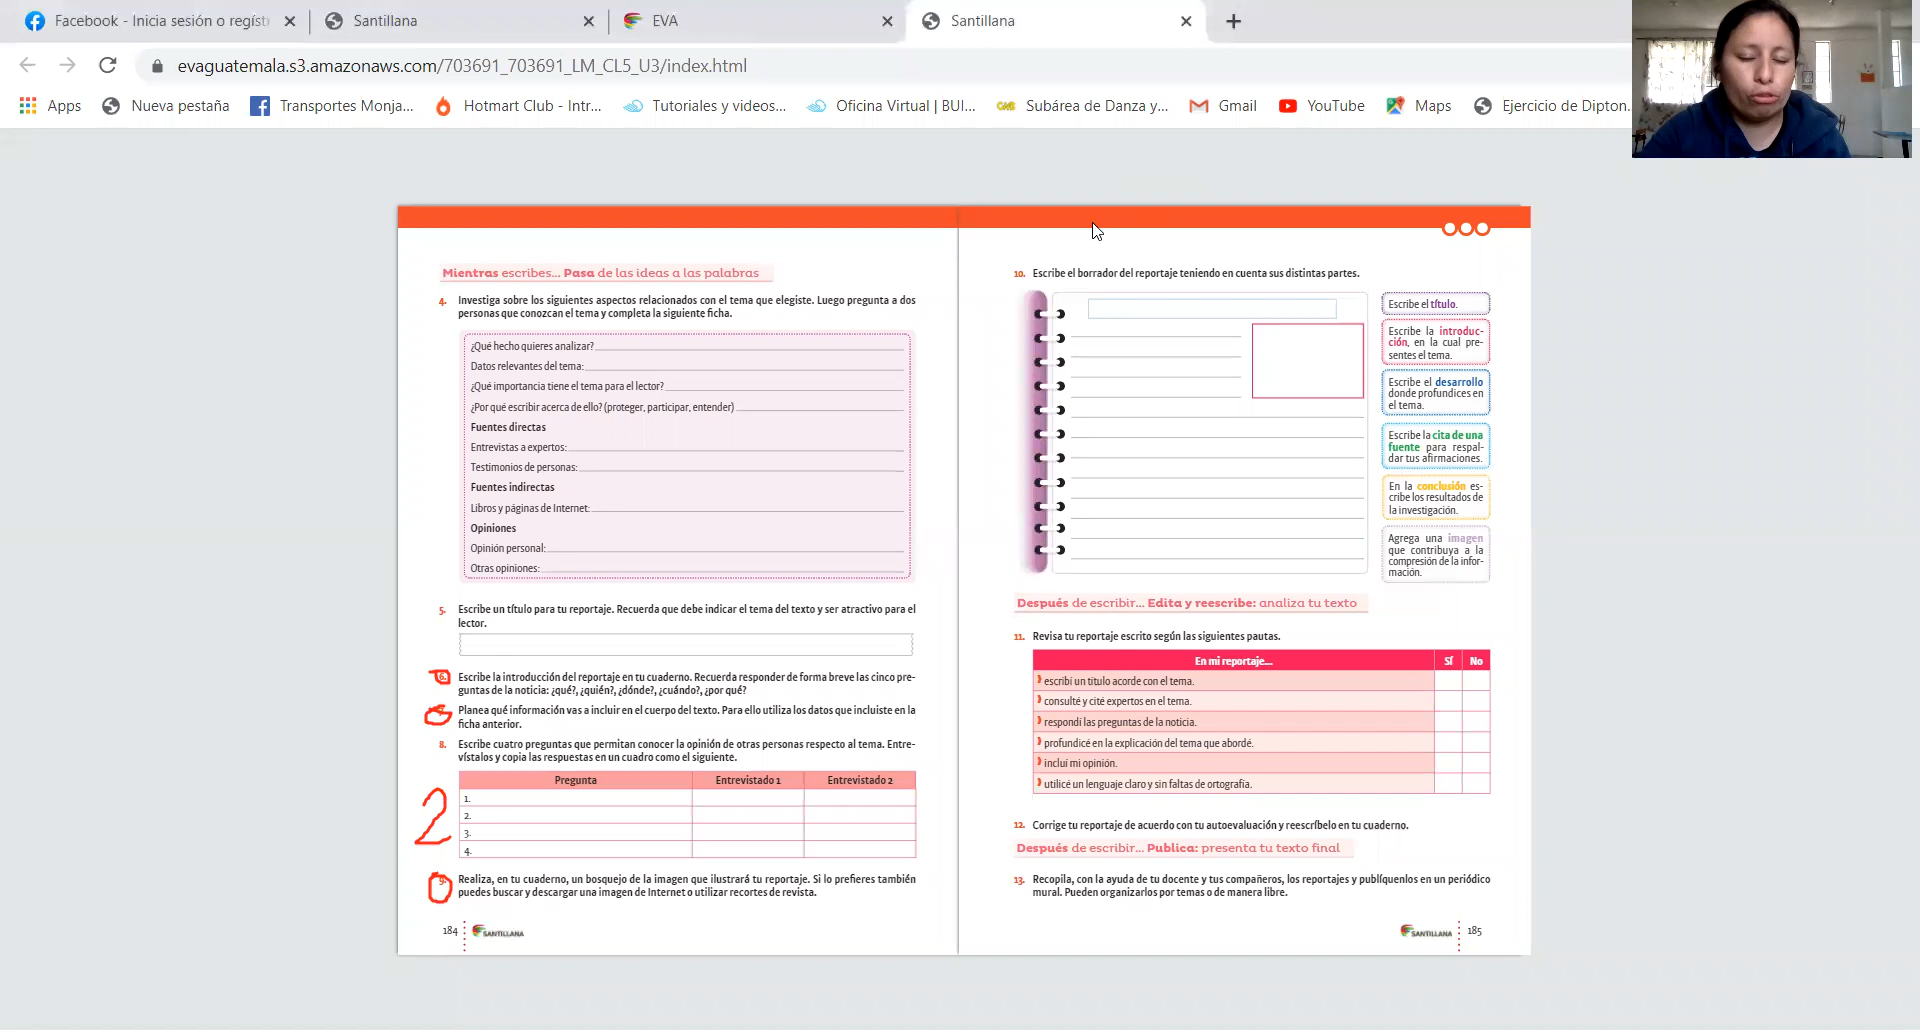 Facebook - Inicia sesión o regíst
Santillana
EVA
Santillana
evaguatemala.s3.amazonaws.com/703691_703691_LM_CL5_U3/index.html
Apps
Nueva pestaña
Transportes Monja...
Hotmart Club - Intr...
Tutoriales y videos...
Oficina Virtual | BUI...
Subárea de Danza y...
Gmail
YouTube
Maps
Ejercicio de Dipton...
Mientras escribes... Pasa de las ideas a las palabras
4. Investiga sobre los siguientes aspectos relacionados con el tema que elegiste. Luego pregunta a dos
personas que conozcan el tema y completa la siguiente ficha.
¿Qué hecho quieres analizar?
Datos relevantes del tema:
¿Qué importancia tiene el tema para el lector?
¿Por qué escribir acerca de ello? (proteger, participar, entender)
Fuentes directas
Entrevistas a expertos:
Testimonios de personas:
Fuentes indirectas
Libros y páginas de Internet:
Opiniones
Opinión personal:
Otras opiniones:
5. Escribe un título para tu reportaje. Recuerda que debe indicar el tema del texto y ser atractivo para el
lector.
6. Escribe la introducción del reportaje en tu cuaderno. Recuerda responder de forma breve las cinco pre-
guntas de la noticia: ¿qué?, ¿quién?, ¿dónde?, ¿cuándo?, ¿por qué?
Planea qué información vas a incluir en el cuerpo del texto. Para ello utiliza los datos que incluiste en la
ficha anterior.
8. Escribe cuatro preguntas que permitan conocer la opinión de otras personas respecto al tema. Entre-
vístalos y copia las respuestas en un cuadro como el siguiente.
Pregunta Entrevistado 1 Entrevistado 2
1.
2.
3.
4.
2
9. Realiza, en tu cuaderno, un bosquejo de la imagen que ilustrará tu reportaje. Si lo prefieres también
puedes buscar y descargar una imagen de Internet o utilizar recortes de revista.
184 SANTILLANA
10. Escribe el borrador del reportaje teniendo en cuenta sus distintas partes.
Escribe el título.
Escribe la introduc-
ción, en la cual pre-
sentes el tema.
Escribe el desarrollo
donde profundices en
el tema.
Escribe la cita de una
fuente para respal-
dar tus afirmaciones.
En la conclusión es-
cribe los resultados de
la investigación.
Agrega una imagen
que contribuya a la
compresión de la infor-
mación.
Después de escribir... Edita y reescribe: analiza tu texto
11. Revisa tu reportaje escrito según las siguientes pautas.
En mi reportaje... Sí No
escribí un título acorde con el tema.
consulté y cité expertos en el tema.
respondí las preguntas de la noticia.
profundicé en la explicación del tema que abordé.
incluí mi opinión.
utilicé un lenguaje claro y sin faltas de ortografía.
12. Corrige tu reportaje de acuerdo con tu autoevaluación y reescríbelo en tu cuaderno.
Después de escribir... Publica: presenta tu texto final
13. Recopila, con la ayuda de tu docente y tus compañeros, los reportajes y publíquenlos en un periódico
mural. Pueden organizarlos por temas o de manera libre.
SANTILLANA 185